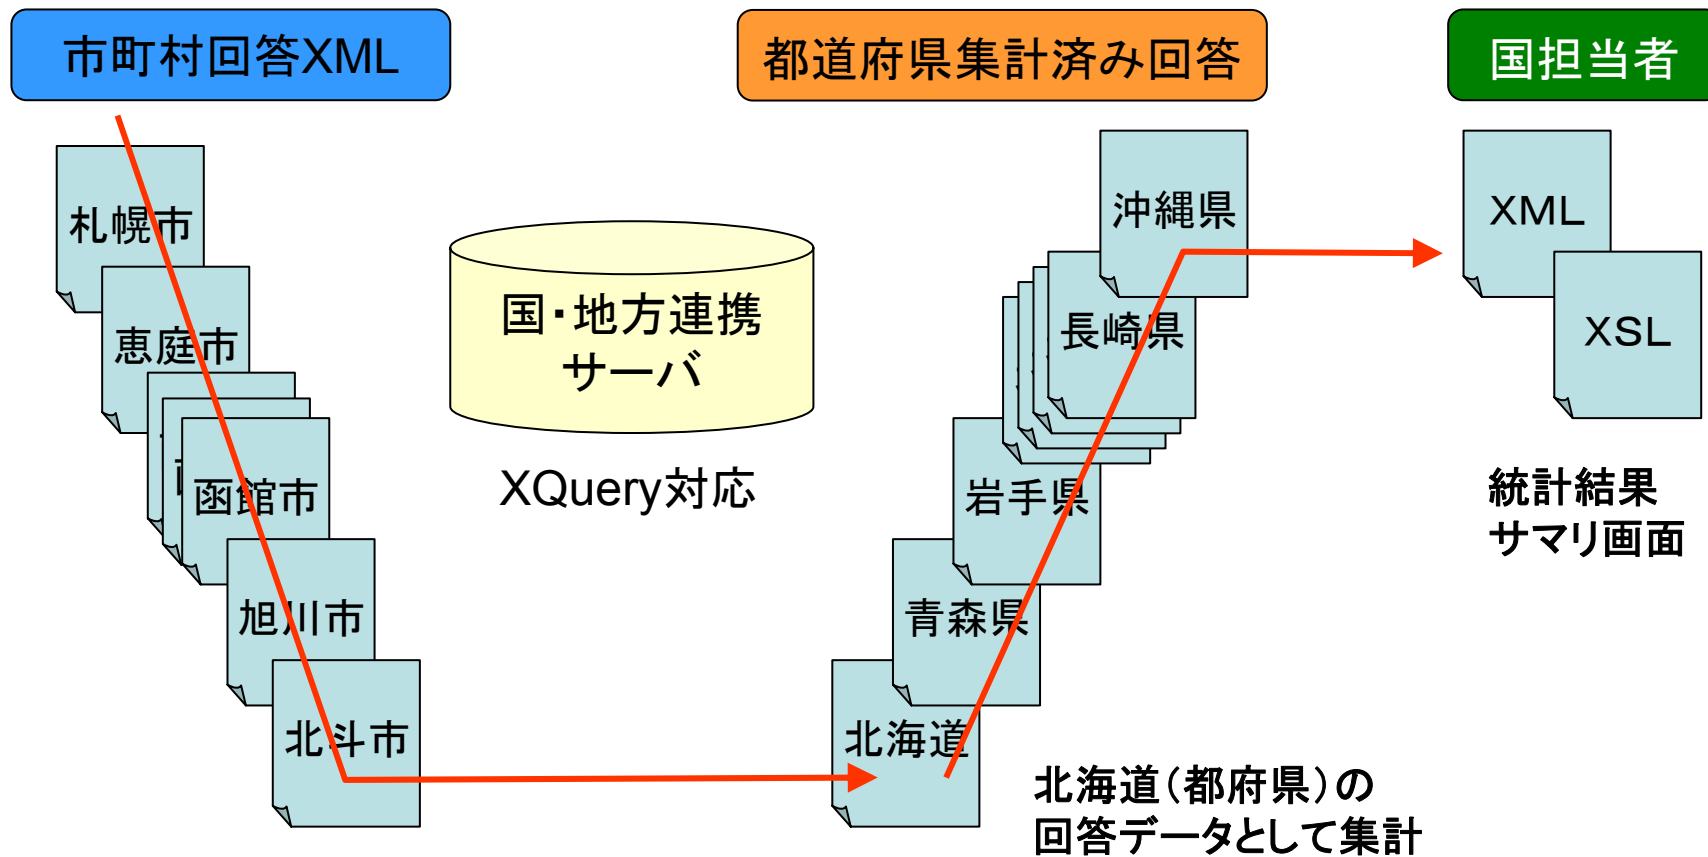 市町村回答XML
都道府県集計済み回答
国担当者
札幌市
恵庭市
函館市
旭川市
北斗市
国・地方連携
サーバ
XQuery対応
沖縄県
長崎県
岩手県
青森県
北海道
北海道（都府県）の
回答データとして集計
XML
XSL
統計結果
サマリ画面